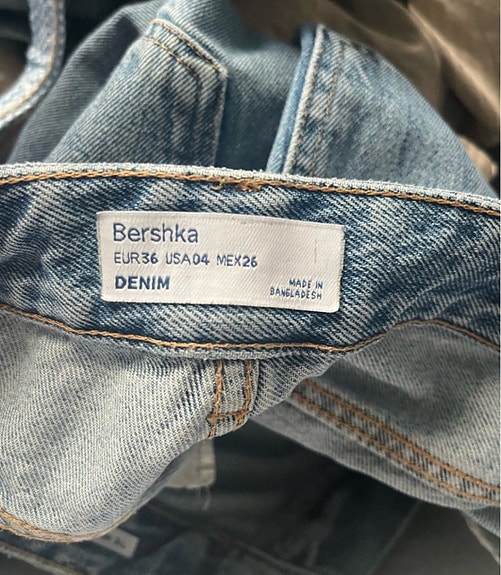 Bershka
EUR36 USA04 MEX26
DENIM
MADE IN
BANGLADESH